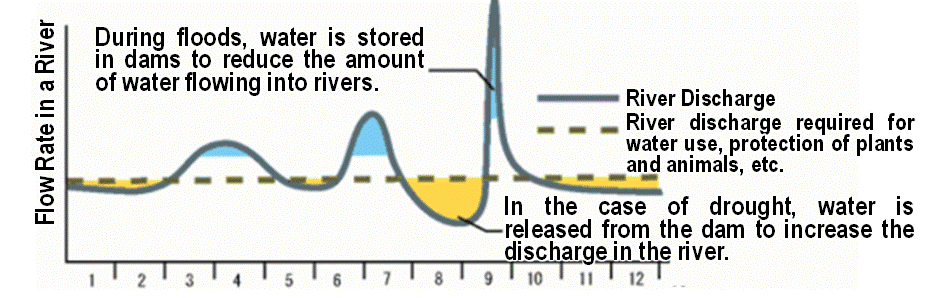 Flow Rate in a River
During floods, water is stored
in dams to reduce the amount
of water flowing into rivers.
River Discharge
River discharge required for
water use, protection of plants
and animals, etc.
In the case of drought, water is
released from the dam to increase the
discharge in the river.
1 2 3 4 5 6 7 8 9 10 11 12